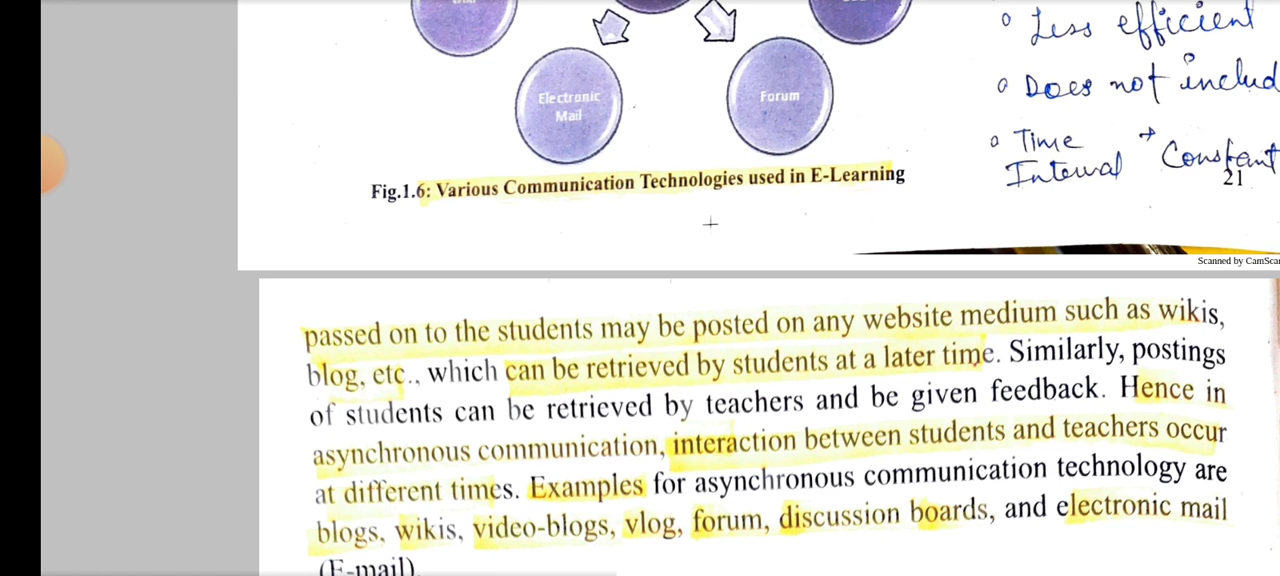 Electronic
Mail
Forum
Fig.1.6: Various Communication Technologies used in E-Learning
Less efficient
Does not includ
Time
Interval → Constant
21
Scanned by CamScan
passed on to the students may be posted on any website medium such as wikis,
blog, etc., which can be retrieved by students at a later time. Similarly, postings
of students can be retrieved by teachers and be given feedback. Hence in
asynchronous communication, interaction between students and teachers occur
at different times. Examples for asynchronous communication technology are
blogs, wikis, video-blogs, vlog, forum, discussion boards, and electronic mail
(E-mail)